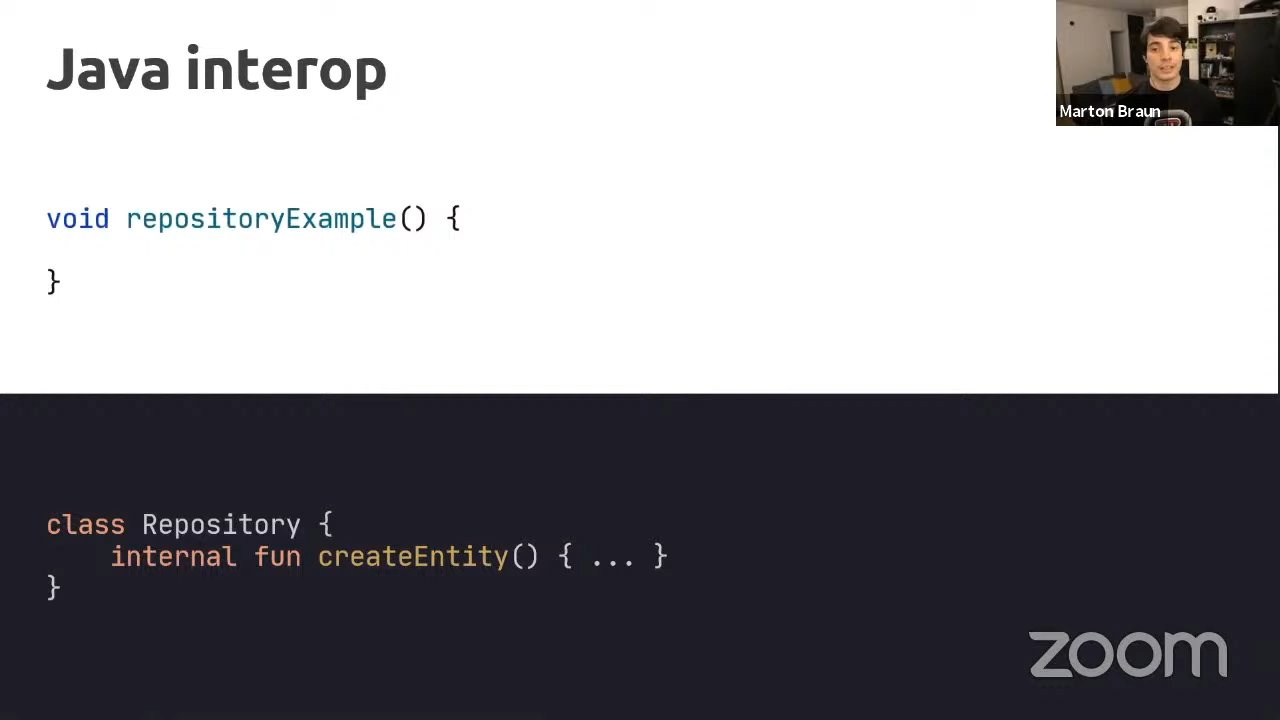 Java interop
Marton Braun
void repositoryExample() {
}
class Repository {
    internal fun createEntity() { ... }
}
zoom